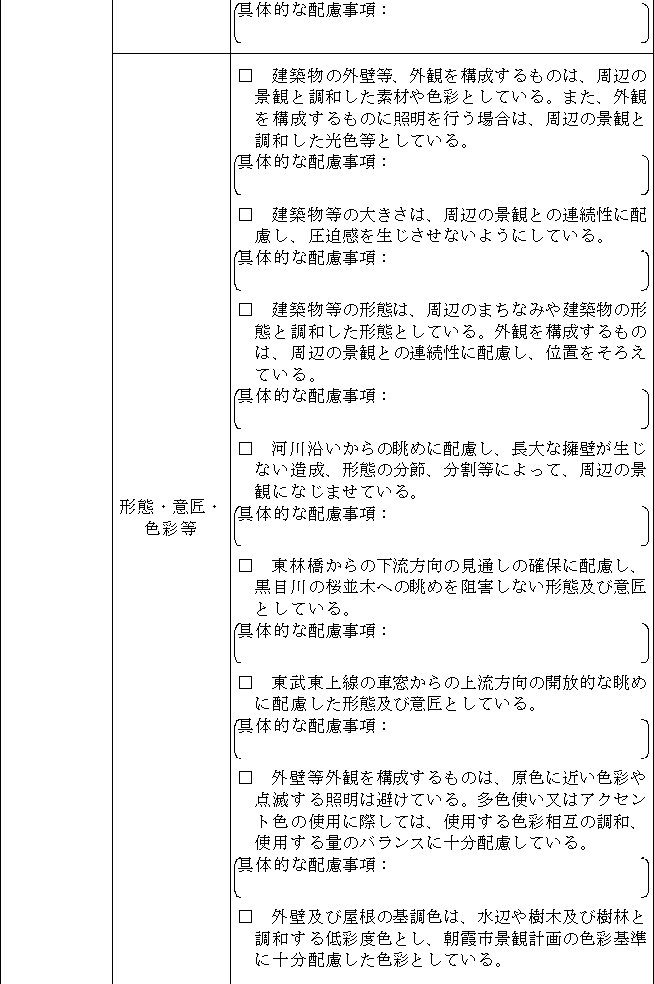 具体的な配慮事項：
□　建築物の外壁等、外観を構成するものは、周辺の
景観と調和した素材や色彩としている。また、外観
を構成するものに照明を行う場合は、周辺の景観と
調和した光色等としている。
具体的な配慮事項：
□　建築物等の大きさは、周辺の景観との連続性に配
慮し、圧迫感を生じさせないようにしている。
具体的な配慮事項：
□　建築物等の形態は、周辺のまちなみや建築物の形
態と調和した形態としている。外観を構成するもの
は、周辺の景観との連続性に配慮し、位置をそろえ
ている。
具体的な配慮事項：
□　河川沿いからの眺めに配慮し、長大な擁壁が生じ
ない造成、形態の分節、分割等によって、周辺の景
観になじませている。
形態・意匠・
色彩等
具体的な配慮事項：
□　東林橋からの下流方向の見通しの確保に配慮し、
黒目川の桜並木への眺めを阻害しない形態及び意匠
としている。
具体的な配慮事項：
□　東武東上線の車窓からの上流方向の開放的な眺め
に配慮した形態及び意匠としている。
具体的な配慮事項：
□　外壁等外観を構成するものは、原色に近い色彩や
点滅する照明は避けている。多色使い又はアクセン
ト色の使用に際しては、使用する色彩相互の調和、
使用する量のバランスに十分配慮している。
具体的な配慮事項：
□　外壁及び屋根の基調色は、水辺や樹木及び樹林と
調和する低彩度色とし、朝霞市景観計画の色彩基準
に十分配慮した色彩としている。